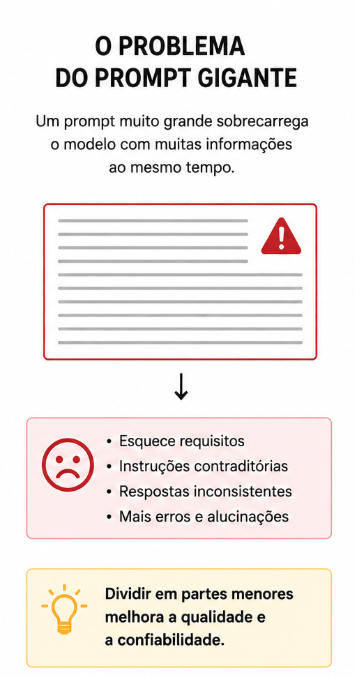 O PROBLEMA
DO PROMPT GIGANTE
Um prompt muito grande sobrecarrega
o modelo com muitas informações
ao mesmo tempo.
• Esquece requisitos
• Instruções contraditórias
• Respostas inconsistentes
• Mais erros e alucinações
Dividir em partes menores
melhora a qualidade e
a confiabilidade.